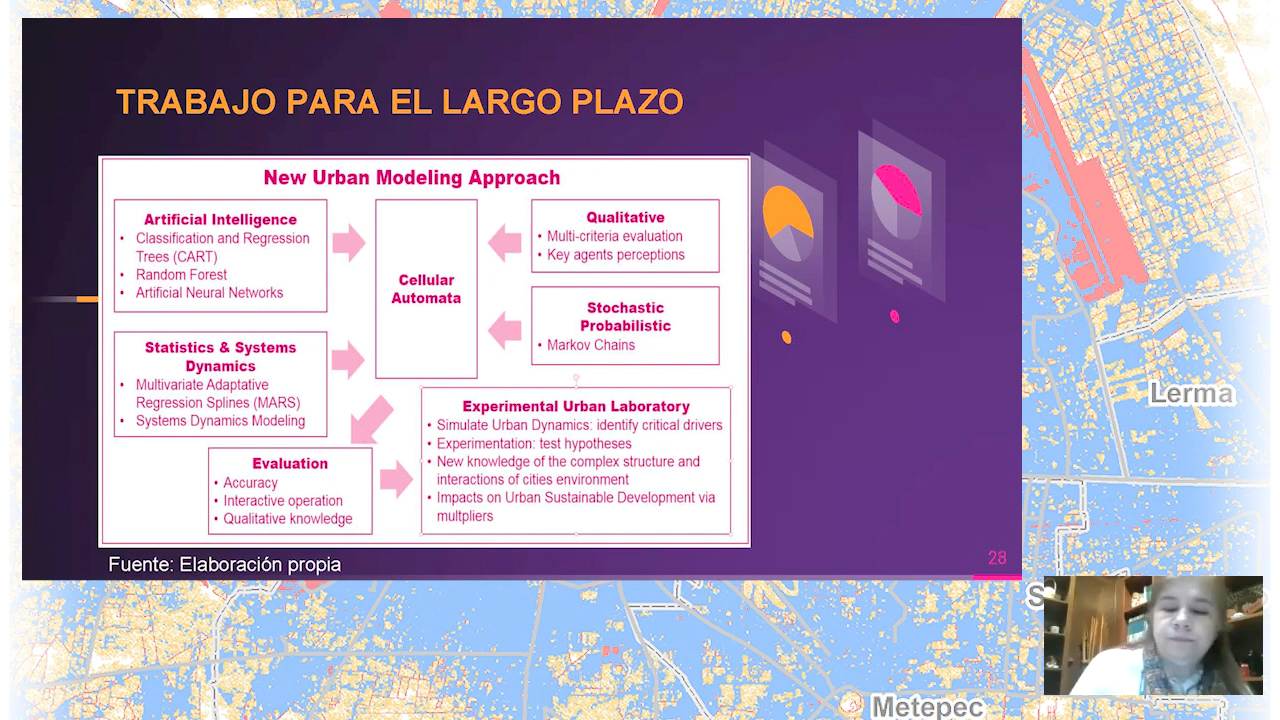 TRABAJO PARA EL LARGO PLAZO
New Urban Modeling Approach
Artificial Intelligence
• Classification and Regression
Trees (CART)
• Random Forest
• Artificial Neural Networks
Cellular
Automata
Qualitative
• Multi-criteria evaluation
• Key agents perceptions
Stochastic
Probabilistic
• Markov Chains
Statistics & Systems
Dynamics
• Multivariate Adaptative
Regression Splines (MARS)
• Systems Dynamics Modeling
Evaluation
• Accuracy
• Interactive operation
• Qualitative knowledge
Experimental Urban Laboratory
• Simulate Urban Dynamics: identify critical drivers
• Experimentation: test hypotheses
• New knowledge of the complex structure and
interactions of cities environment
• Impacts on Urban Sustainable Development via
multpliers
Fuente: Elaboración propia
28
Lerma
S
Metepec